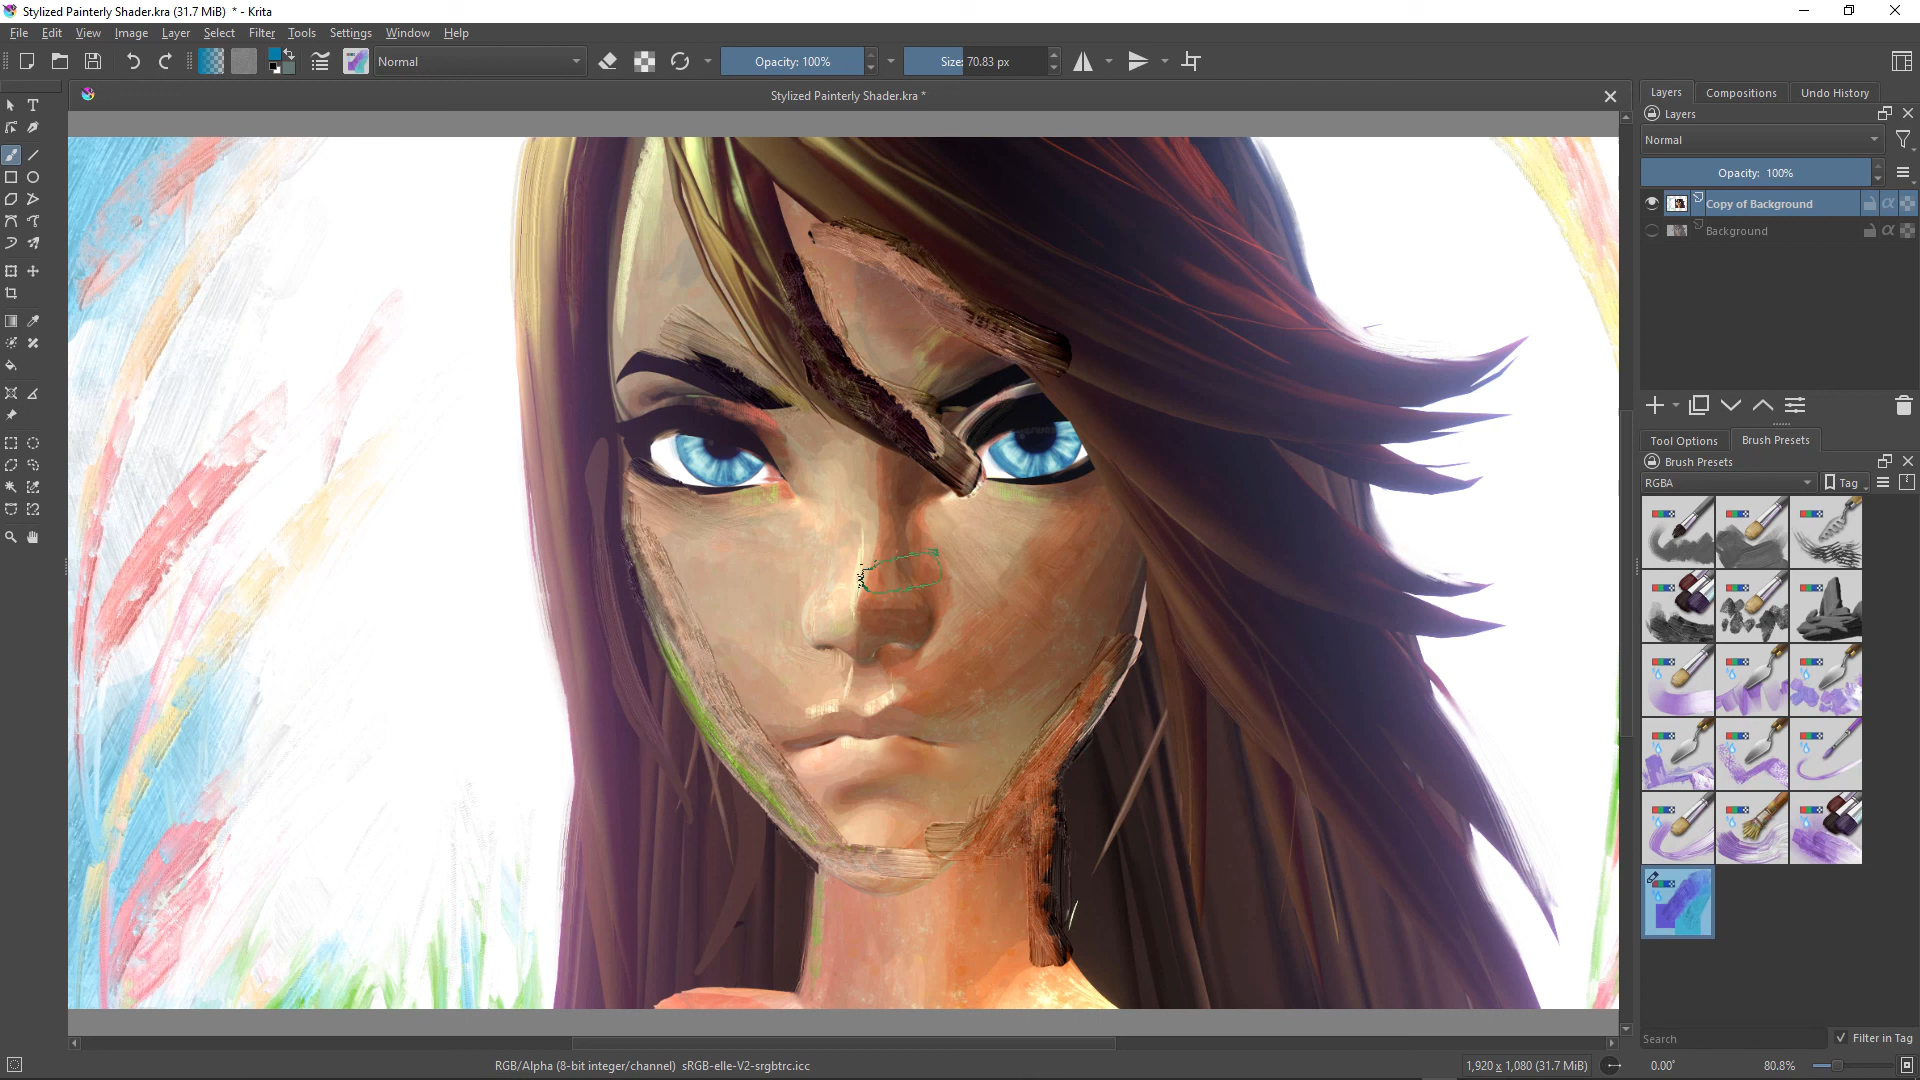 Stylized Painterly Shader.kra (31.7 MiB)  * - Krita
File Edit View Image Layer Select Filter Tools Settings Window Help
Normal
Opacity: 100%
Size: 70.83 px
Stylized Painterly Shader.kra *
Layers Compositions Undo History
Layers
Normal
Opacity:  100%
Copy of Background
Background
Tool Options Brush Presets
Brush Presets
RGBA
Tag
Search
Filter in Tag
RGB/Alpha (8-bit integer/channel)  sRGB-elle-V2-srgbtrc.icc
1,920 x 1,080 (31.7 MiB)
0.00°
80.8%